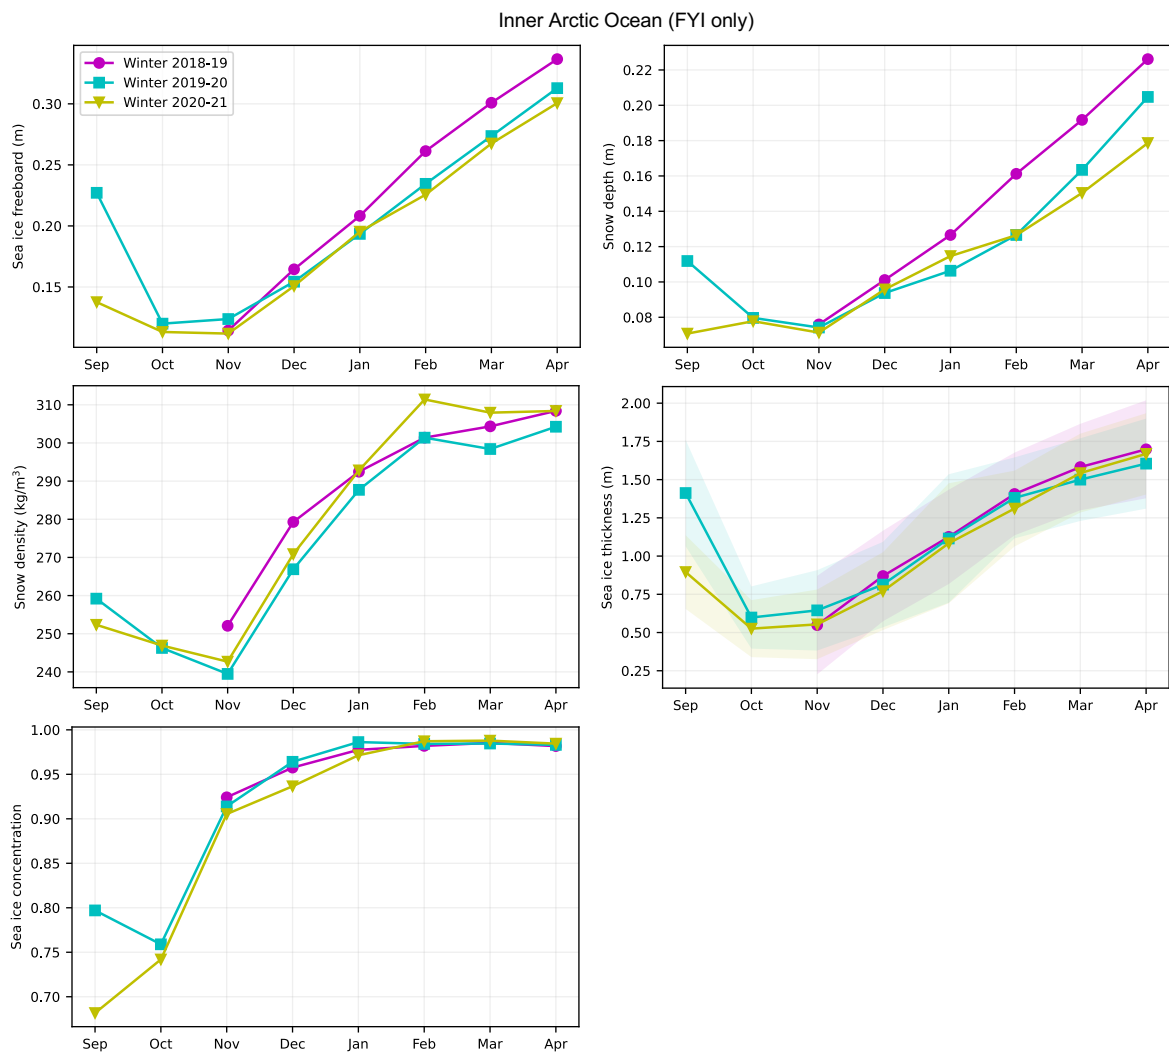 Inner Arctic Ocean (FYI only)
Winter 2018-19
Winter 2019-20
Winter 2020-21
Sea ice freeboard (m)
0.30
0.25
0.20
0.15
Sep Oct Nov Dec Jan Feb Mar Apr
Snow depth (m)
0.22
0.20
0.18
0.16
0.14
0.12
0.10
0.08
Sep Oct Nov Dec Jan Feb Mar Apr
Snow density (kg/m³)
310
300
290
280
270
260
250
240
Sep Oct Nov Dec Jan Feb Mar Apr
Sea ice thickness (m)
2.00
1.75
1.50
1.25
1.00
0.75
0.50
0.25
Sep Oct Nov Dec Jan Feb Mar Apr
Sea ice concentration
1.00
0.95
0.90
0.85
0.80
0.75
0.70
Sep Oct Nov Dec Jan Feb Mar Apr